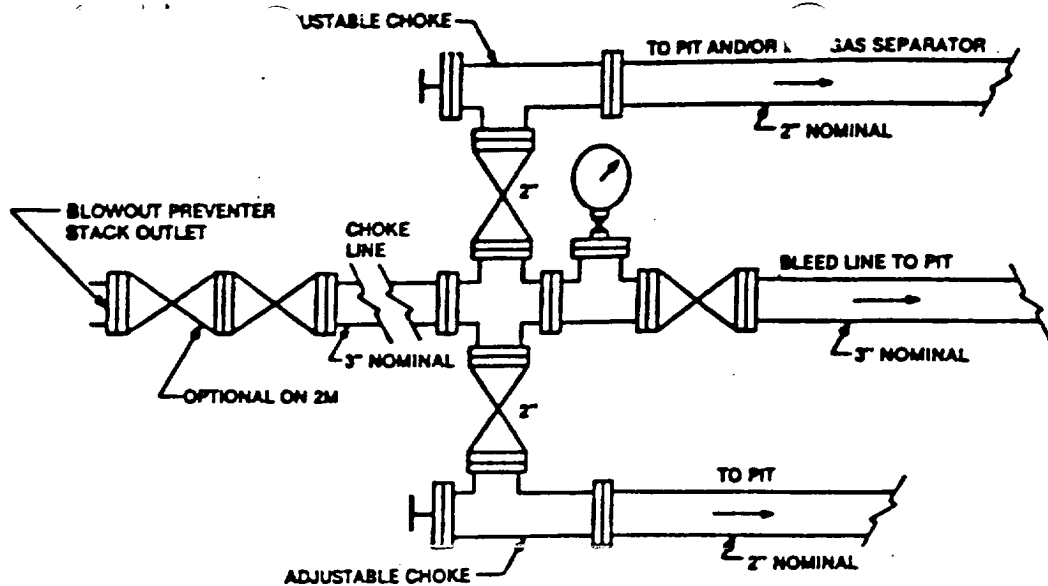 USTABLE CHOKE
TO PIT AND/OR GAS SEPARATOR
2" NOMINAL
2"
BLOWOUT PREVENTER
STACK OUTLET
CHOKE
LINE
BLEED LINE TO PIT
3" NOMINAL
3" NOMINAL
OPTIONAL ON 2M
2"
TO PIT
2" NOMINAL
ADJUSTABLE CHOKE